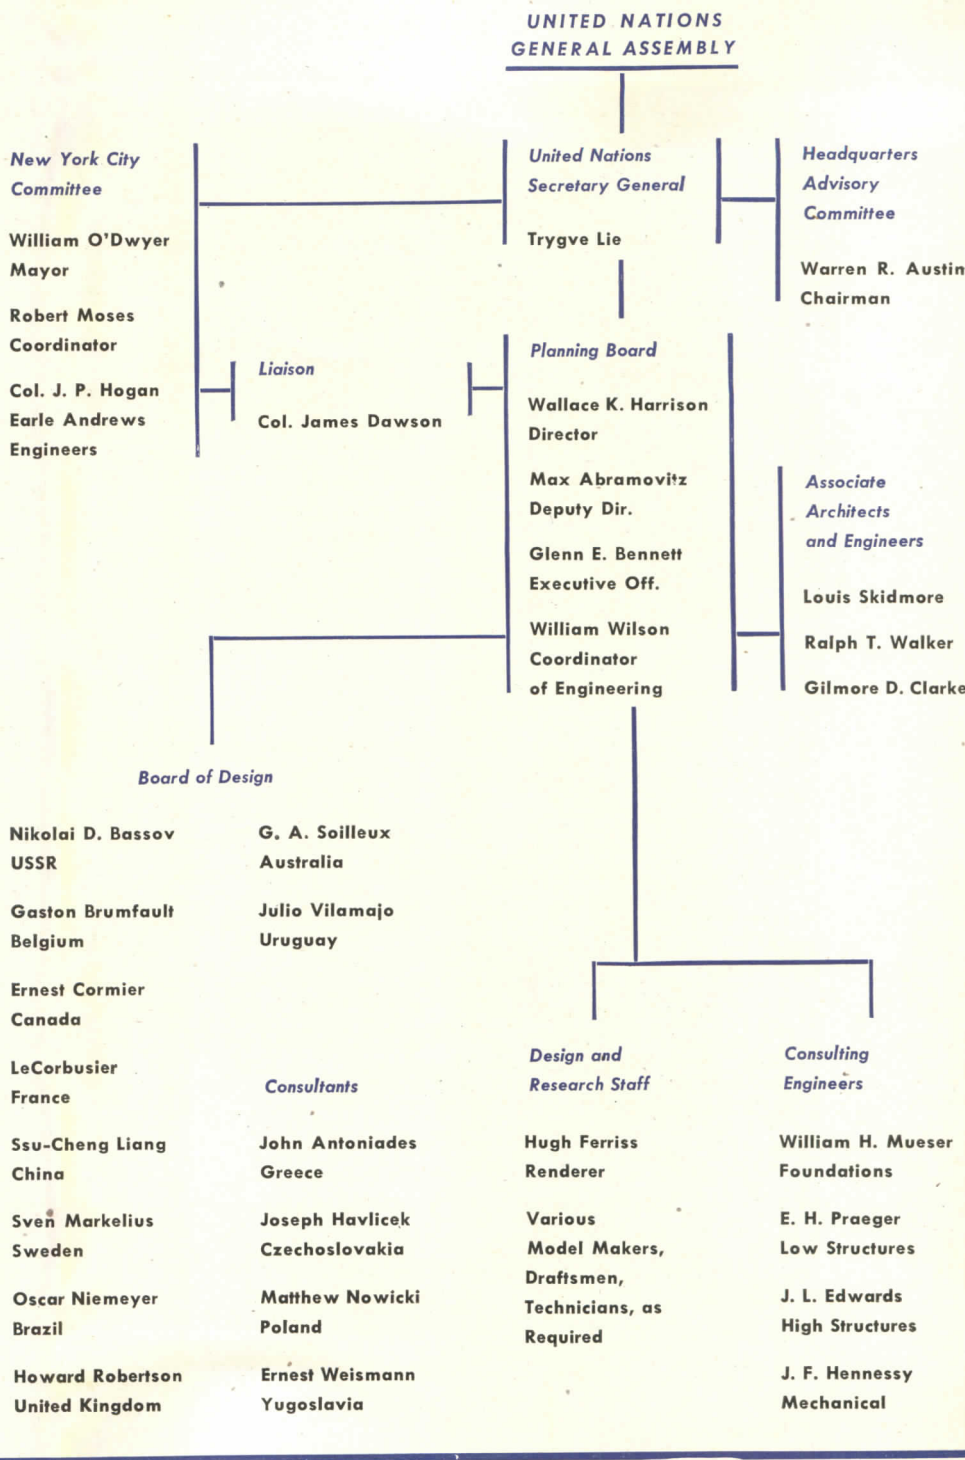 UNITED NATIONS
GENERAL ASSEMBLY
New York City
Committee
William O'Dwyer
Mayor
Robert Moses
Coordinator
Col. J. P. Hogan
Earle Andrews
Engineers
United Nations
Secretary General
Trygve Lie
Headquarters
Advisory
Committee
Warren R. Austin
Chairman
Liaison
Col. James Dawson
Planning Board
Wallace K. Harrison
Director
Max Abramovitz
Deputy Dir.
Glenn E. Bennett
Executive Off.
William Wilson
Coordinator
of Engineering
Associate
Architects
and Engineers
Louis Skidmore
Ralph T. Walker
Gilmore D. Clarke
Board of Design
Nikolai D. Bassov
USSR
Gaston Brumfault
Belgium
Ernest Cormier
Canada
LeCorbusier
France
Ssu-Cheng Liang
China
Sven Markelius
Sweden
Oscar Niemeyer
Brazil
Howard Robertson
United Kingdom
G. A. Soilleux
Australia
Julio Vilamajo
Uruguay
Consultants
John Antoniades
Greece
Joseph Havlicek
Czechoslovakia
Matthew Nowicki
Poland
Ernest Weismann
Yugoslavia
Design and
Research Staff
Hugh Ferriss
Renderer
Various
Model Makers,
Draftsmen,
Technicians, as
Required
Consulting
Engineers
William H. Mueser
Foundations
E. H. Praeger
Low Structures
J. L. Edwards
High Structures
J. F. Hennessy
Mechanical